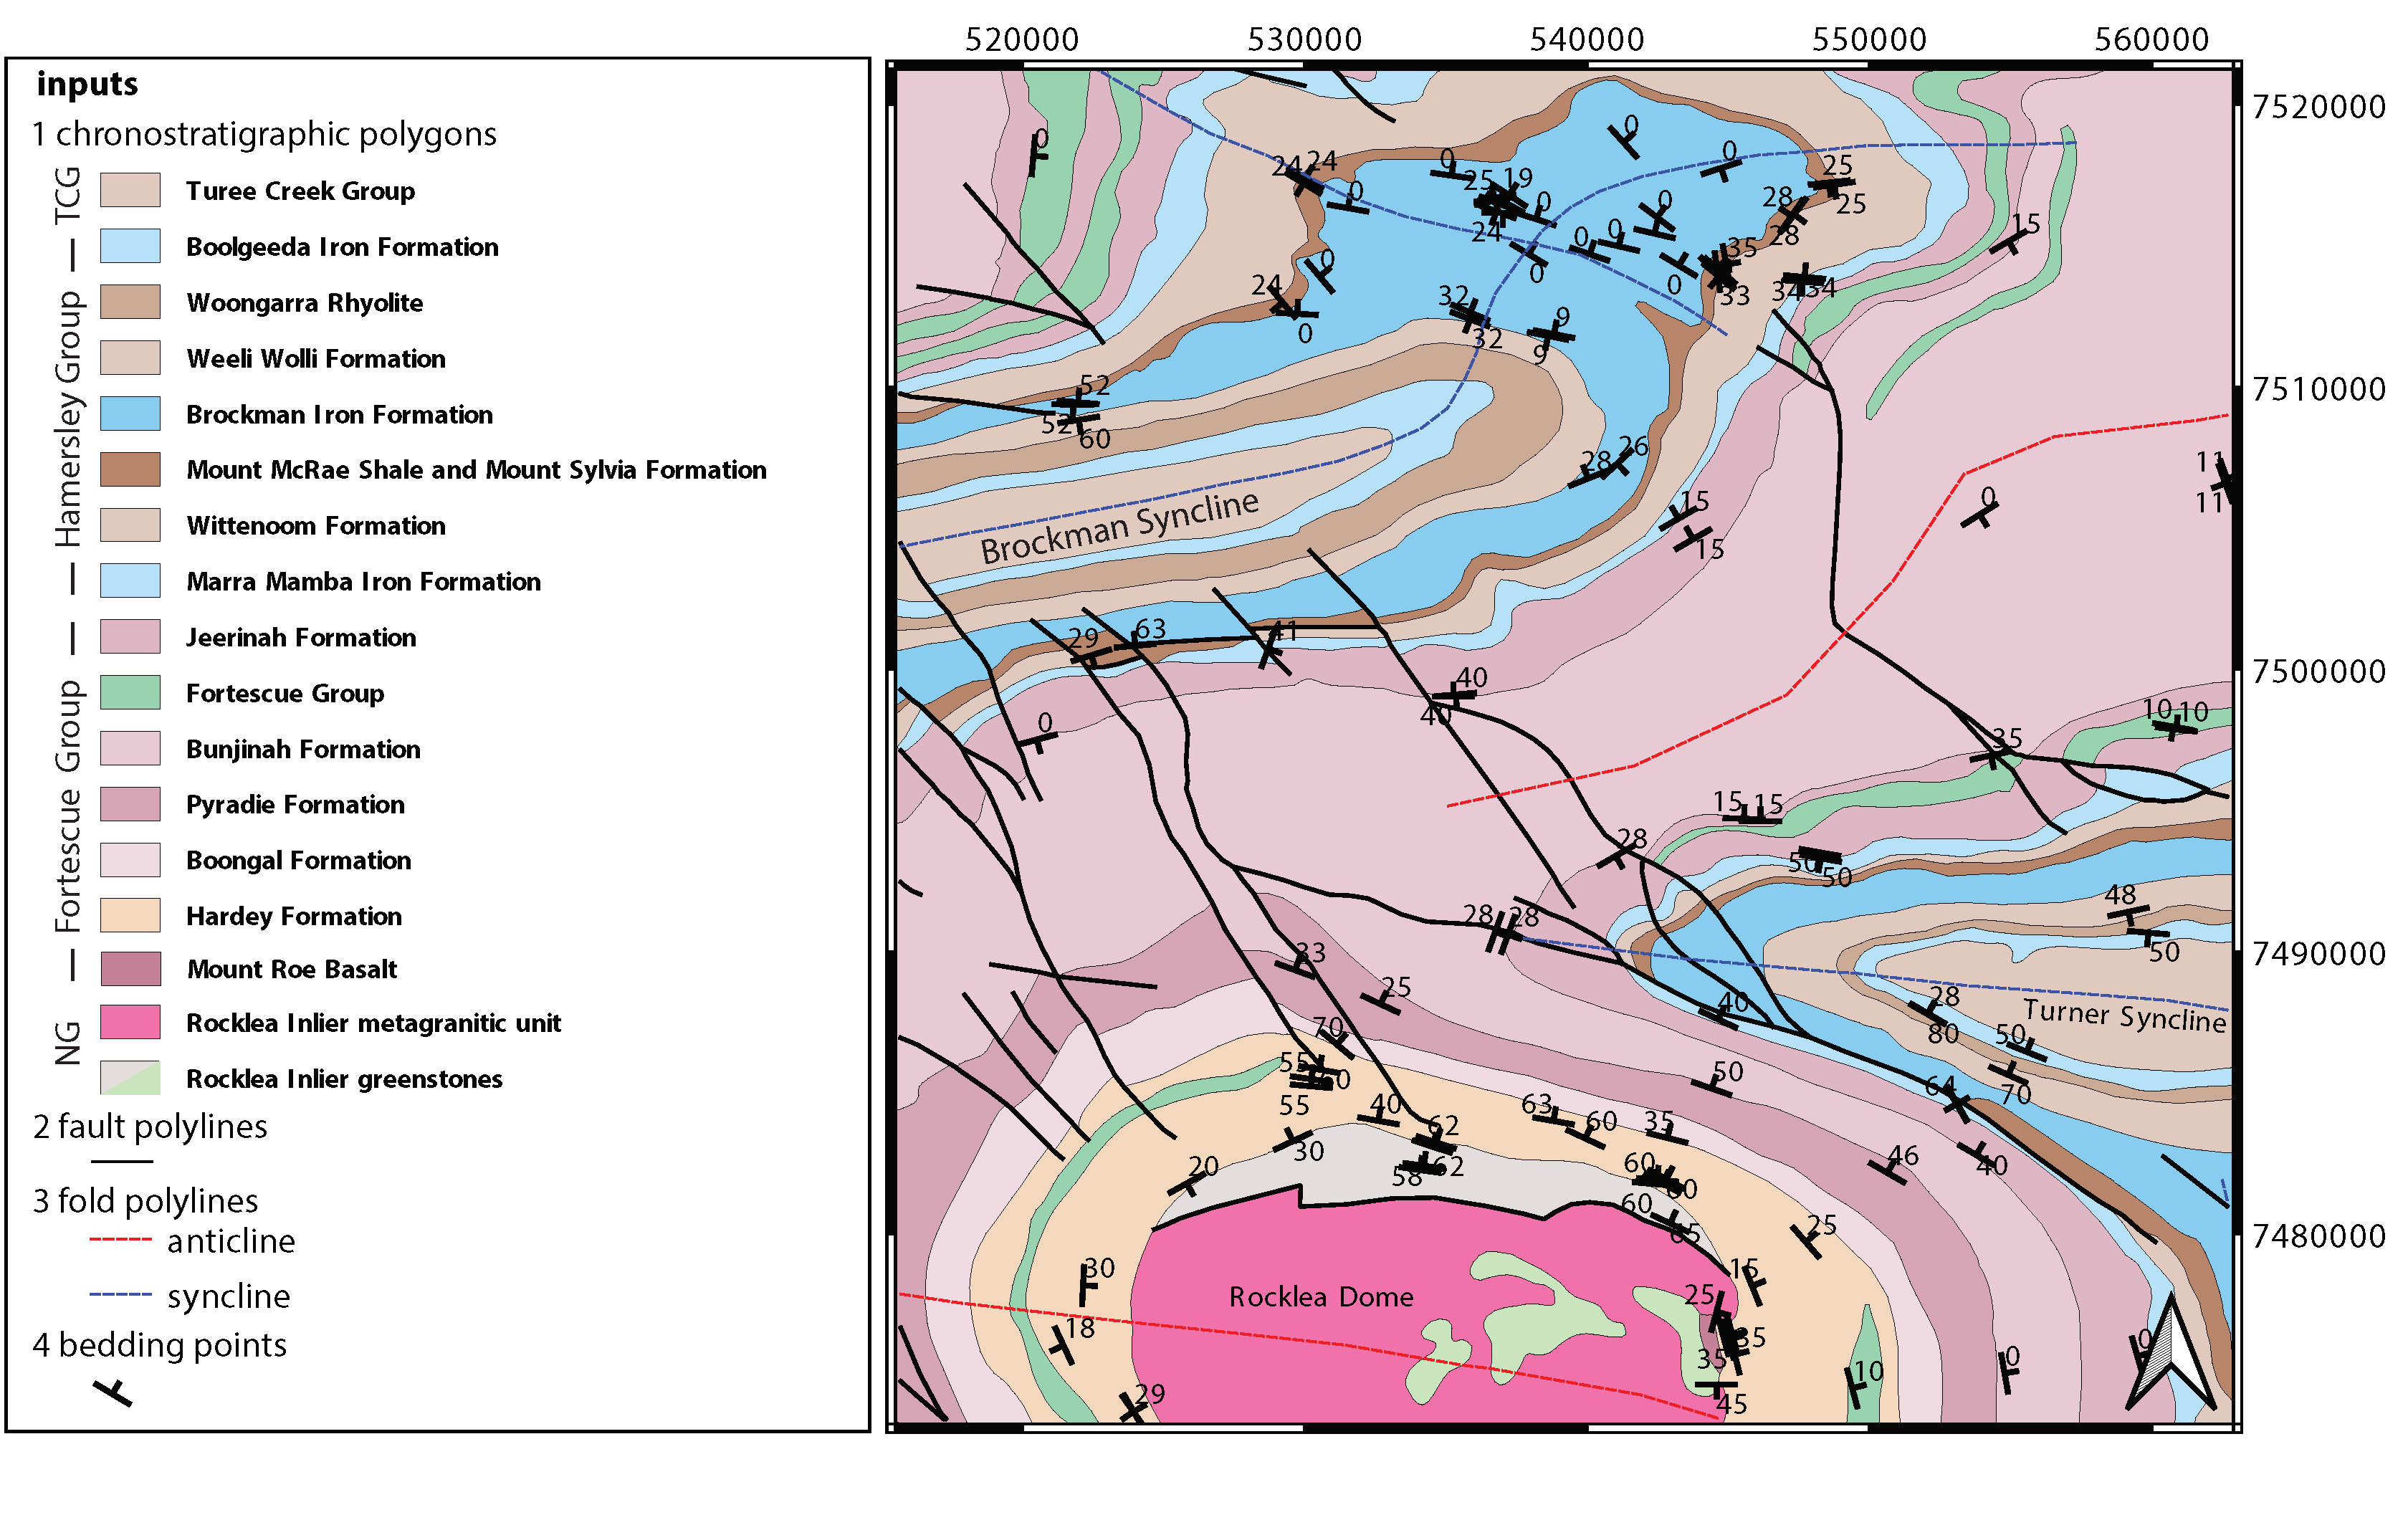 inputs
1 chronostratigraphic polygons
TCG
Hamersley Group
Fortescue Group
NG
Turee Creek Group
Boolgeeda Iron Formation
Woongarra Rhyolite
Weeli Wolli Formation
Brockman Iron Formation
Mount McRae Shale and Mount Sylvia Formation
Wittenoom Formation
Marra Mamba Iron Formation
Jeerinah Formation
Fortescue Group
Bunjinah Formation
Pyradie Formation
Boongal Formation
Hardey Formation
Mount Roe Basalt
Rocklea Inlier metagranitic unit
Rocklea Inlier greenstones
2 fault polylines
3 fold polylines
anticline
syncline
4 bedding points
520000 530000 540000 550000 560000
7520000
7510000
7500000
7490000
7480000
0
24 24
0
0
25 19
0
24
0
0
0
0
0
0
0
25
25
28
28
35
33
34 34
15
24
0
0
32
32
9
9
52
52
60
28 26
15
15
0
11
11
Brockman Syncline
29 63 41
0
40
40
10 10
35
15 15
28
50
50
48
50
28 28
33
25
40
28
80
Turner Syncline
50
70
70
55
60
55
40
30
20
62
62
58
63
60
35
60
60
60
65
50
64
46
40
25
30
18
29
Rocklea Dome
15
25
35
35
45
10
0
0